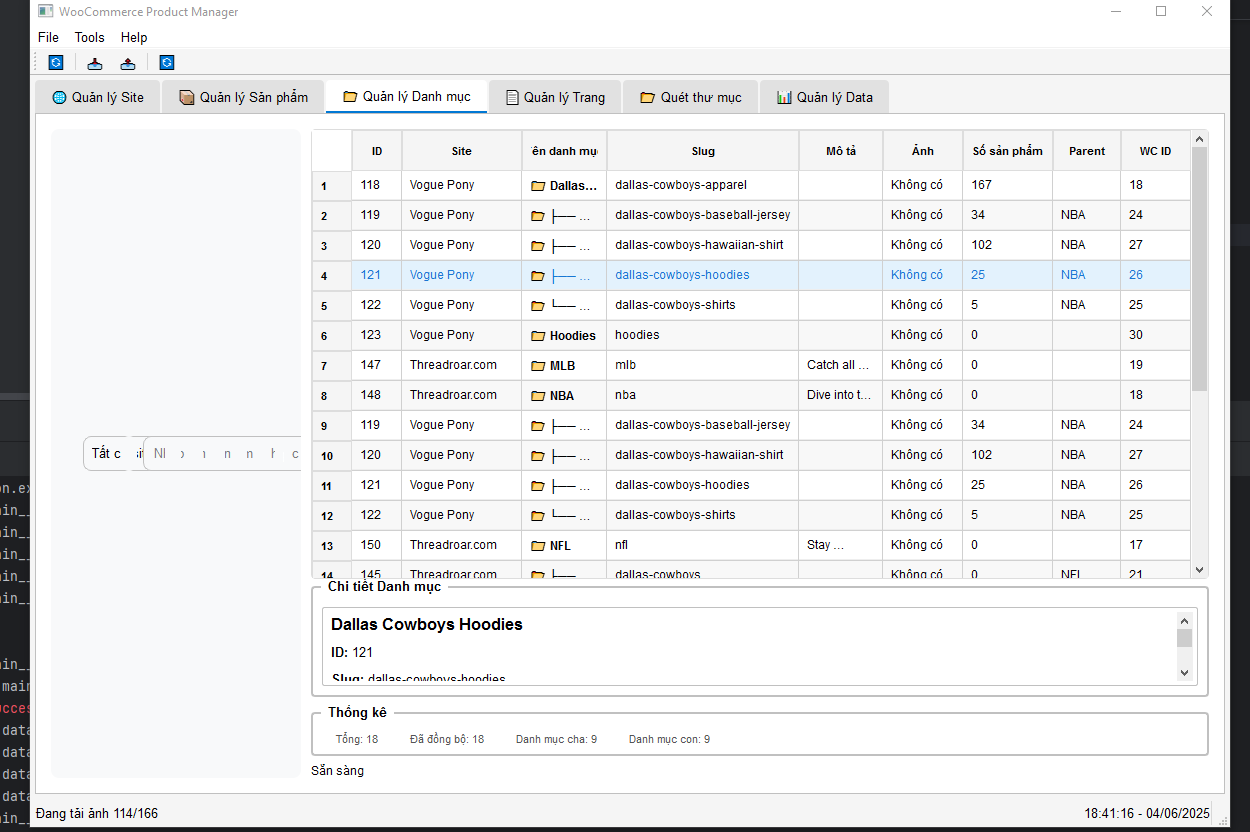 WooCommerce Product Manager
File Tools Help
Quản lý Site Quản lý Sản phẩm Quản lý Danh mục Quản lý Trang Quét thư mục Quản lý Data
ID Site ên danh mụ Slug Mô tả Ảnh Số sản phẩm Parent WC ID
1 118 Vogue Pony Dallas... dallas-cowboys-apparel Không có 167 18
2 119 Vogue Pony ├── ... dallas-cowboys-baseball-jersey Không có 34 NBA 24
3 120 Vogue Pony ├── ... dallas-cowboys-hawaiian-shirt Không có 102 NBA 27
4 121 Vogue Pony ├── ... dallas-cowboys-hoodies Không có 25 NBA 26
5 122 Vogue Pony └── ... dallas-cowboys-shirts Không có 5 NBA 25
6 123 Vogue Pony Hoodies hoodies Không có 0 30
7 147 Threadroar.com MLB mlb Catch all ... Không có 0 19
8 148 Threadroar.com NBA nba Dive into t... Không có 0 18
9 119 Vogue Pony ├── ... dallas-cowboys-baseball-jersey Không có 34 NBA 24
10 120 Vogue Pony ├── ... dallas-cowboys-hawaiian-shirt Không có 102 NBA 27
11 121 Vogue Pony ├── ... dallas-cowboys-hoodies Không có 25 NBA 26
12 122 Vogue Pony └── ... dallas-cowboys-shirts Không có 5 NBA 25
13 150 Threadroar.com NFL nfl Stay ... Không có 0 17
14 145 Threadroar.com ├── dallas-cowboys Không có 0 NFL 21
Tất c
Chi tiết Danh mục
Dallas Cowboys Hoodies
ID: 121
Slug: dallas-cowboys-hoodies
Thống kê
Tổng: 18 Đã đồng bộ: 18 Danh mục cha: 9 Danh mục con: 9
Sẵn sàng
Đang tải ảnh 114/166 18:41:16 - 04/06/2025